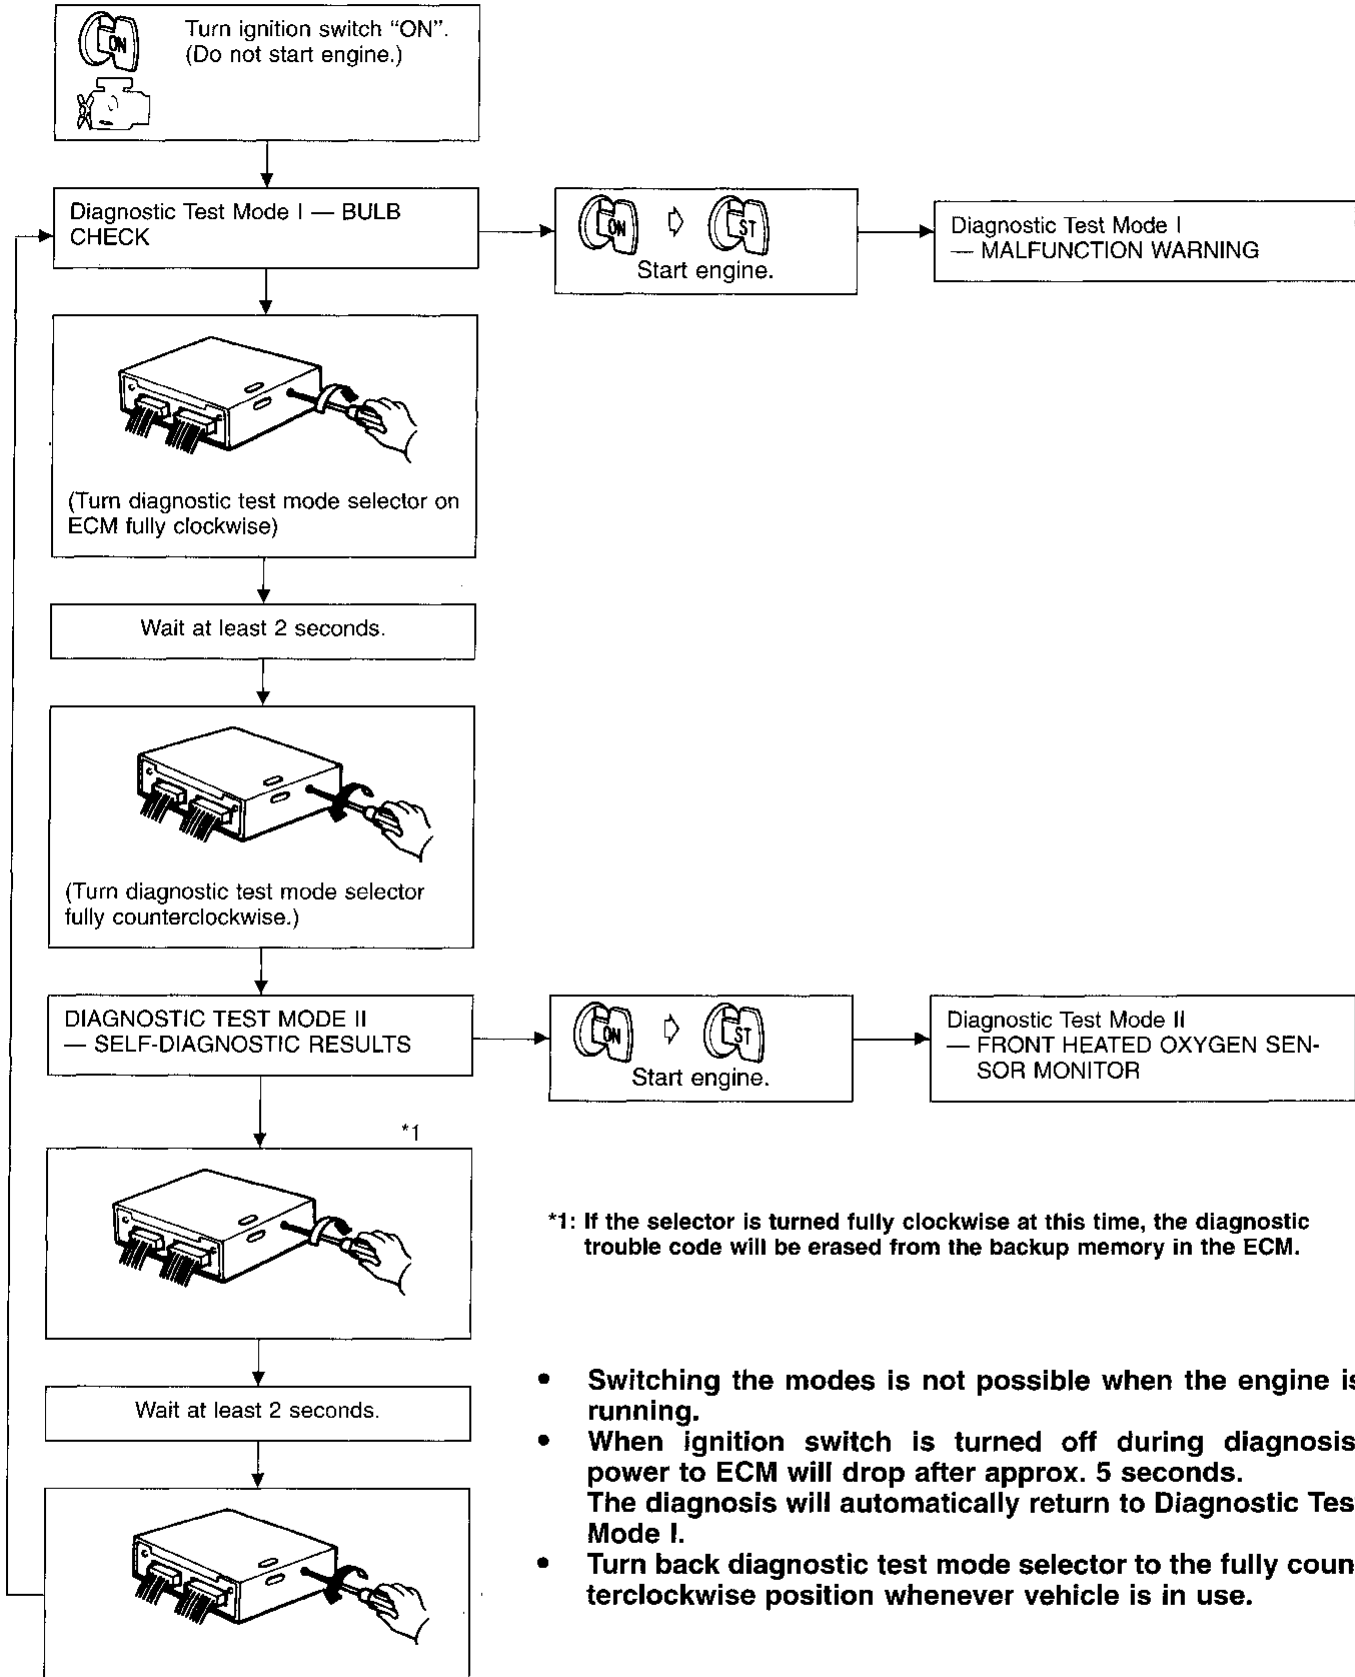 Turn ignition switch “ON”.
(Do not start engine.)
ON
Diagnostic Test Mode I — BULB
CHECK
ON ST
Start engine.
Diagnostic Test Mode I
— MALFUNCTION WARNING
(Turn diagnostic test mode selector on
ECM fully clockwise)
Wait at least 2 seconds.
(Turn diagnostic test mode selector
fully counterclockwise.)
DIAGNOSTIC TEST MODE II
— SELF-DIAGNOSTIC RESULTS
ON ST
Start engine.
Diagnostic Test Mode II
— FRONT HEATED OXYGEN SEN-
SOR MONITOR
*1
*1: If the selector is turned fully clockwise at this time, the diagnostic
trouble code will be erased from the backup memory in the ECM.
Wait at least 2 seconds.
• Switching the modes is not possible when the engine is
running.
• When ignition switch is turned off during diagnosis
power to ECM will drop after approx. 5 seconds.
The diagnosis will automatically return to Diagnostic Tes
Mode I.
• Turn back diagnostic test mode selector to the fully coun
terclockwise position whenever vehicle is in use.